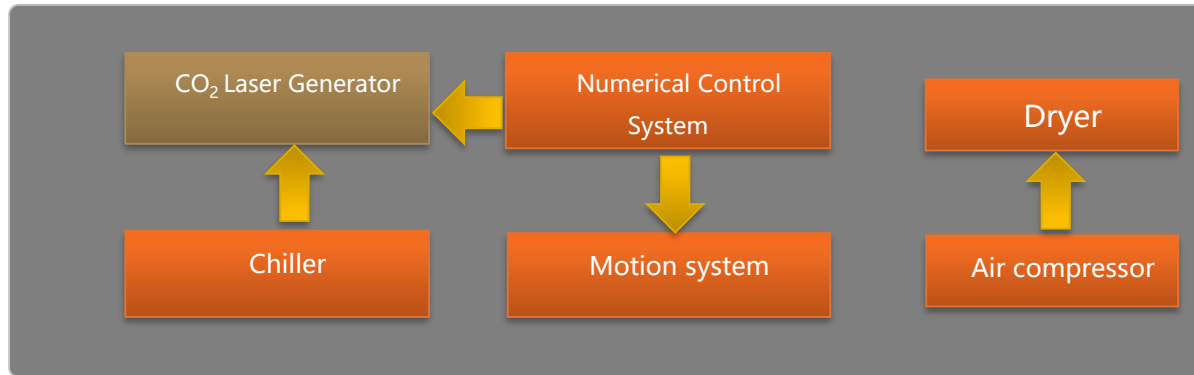 CO₂ Laser Generator
Numerical Control
System
Dryer
Chiller
Motion system
Air compressor